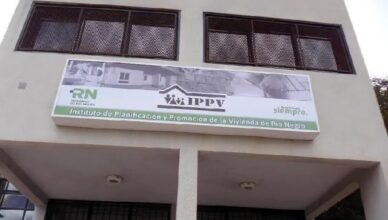 RN
IPPV
siempre.
Instituto de Planificación y Promoción de la Vivienda de Río Negro